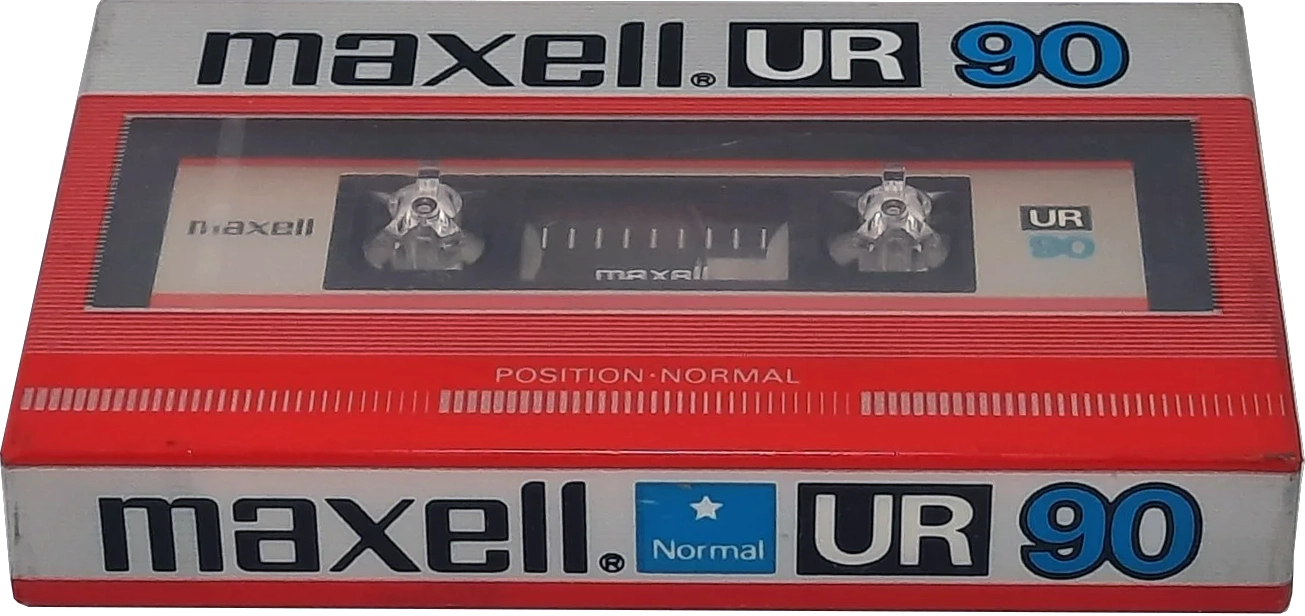 maxell® UR 90
maxell UR
90
maxell
POSITION·NORMAL
maxell® Normal UR 90